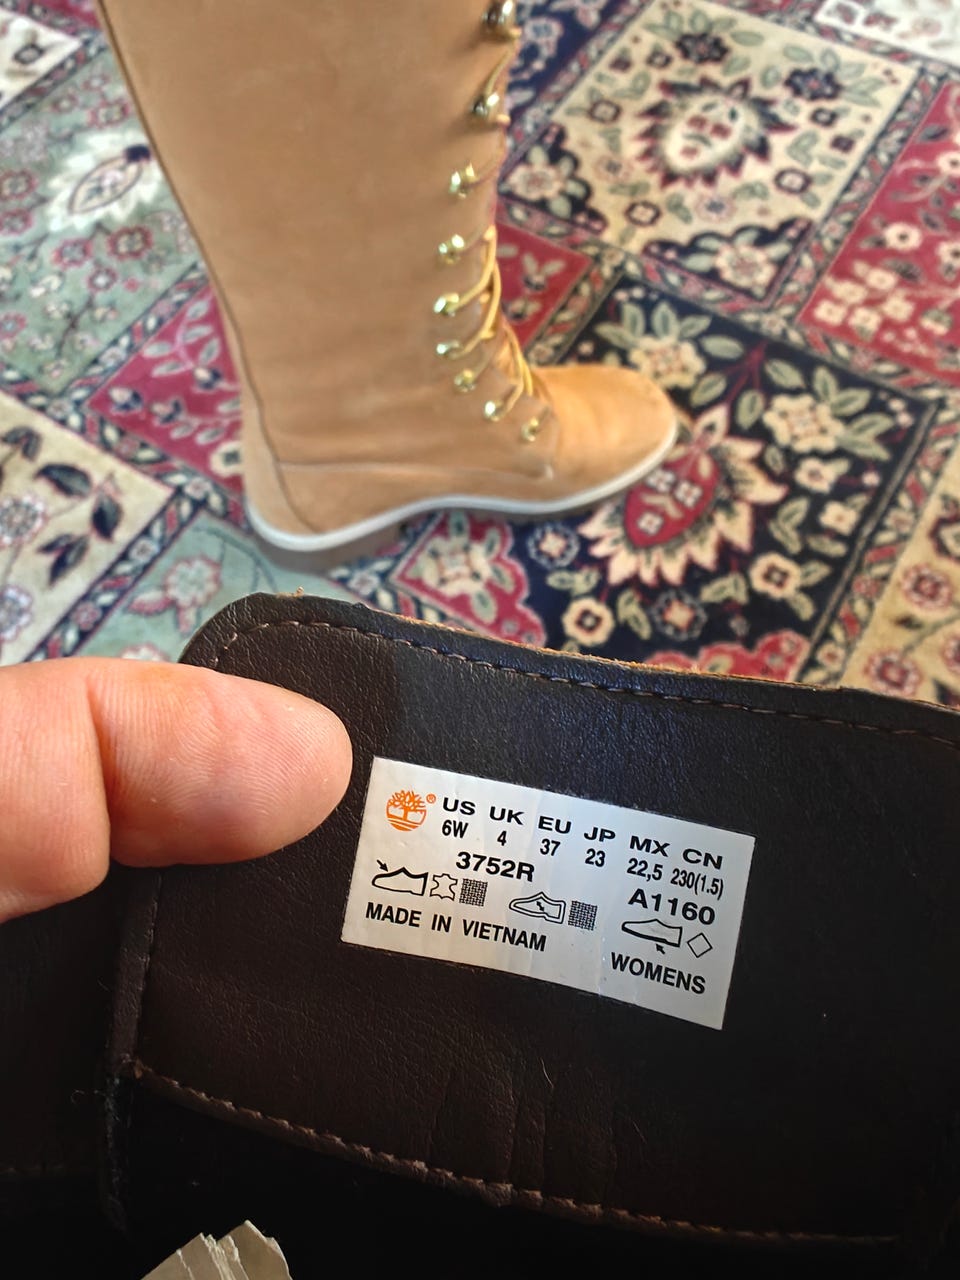 ® US UK EU JP MX CN
6W 4 37 23 22,5 230(1.5)
3752R A1160
MADE IN VIETNAM
WOMENS